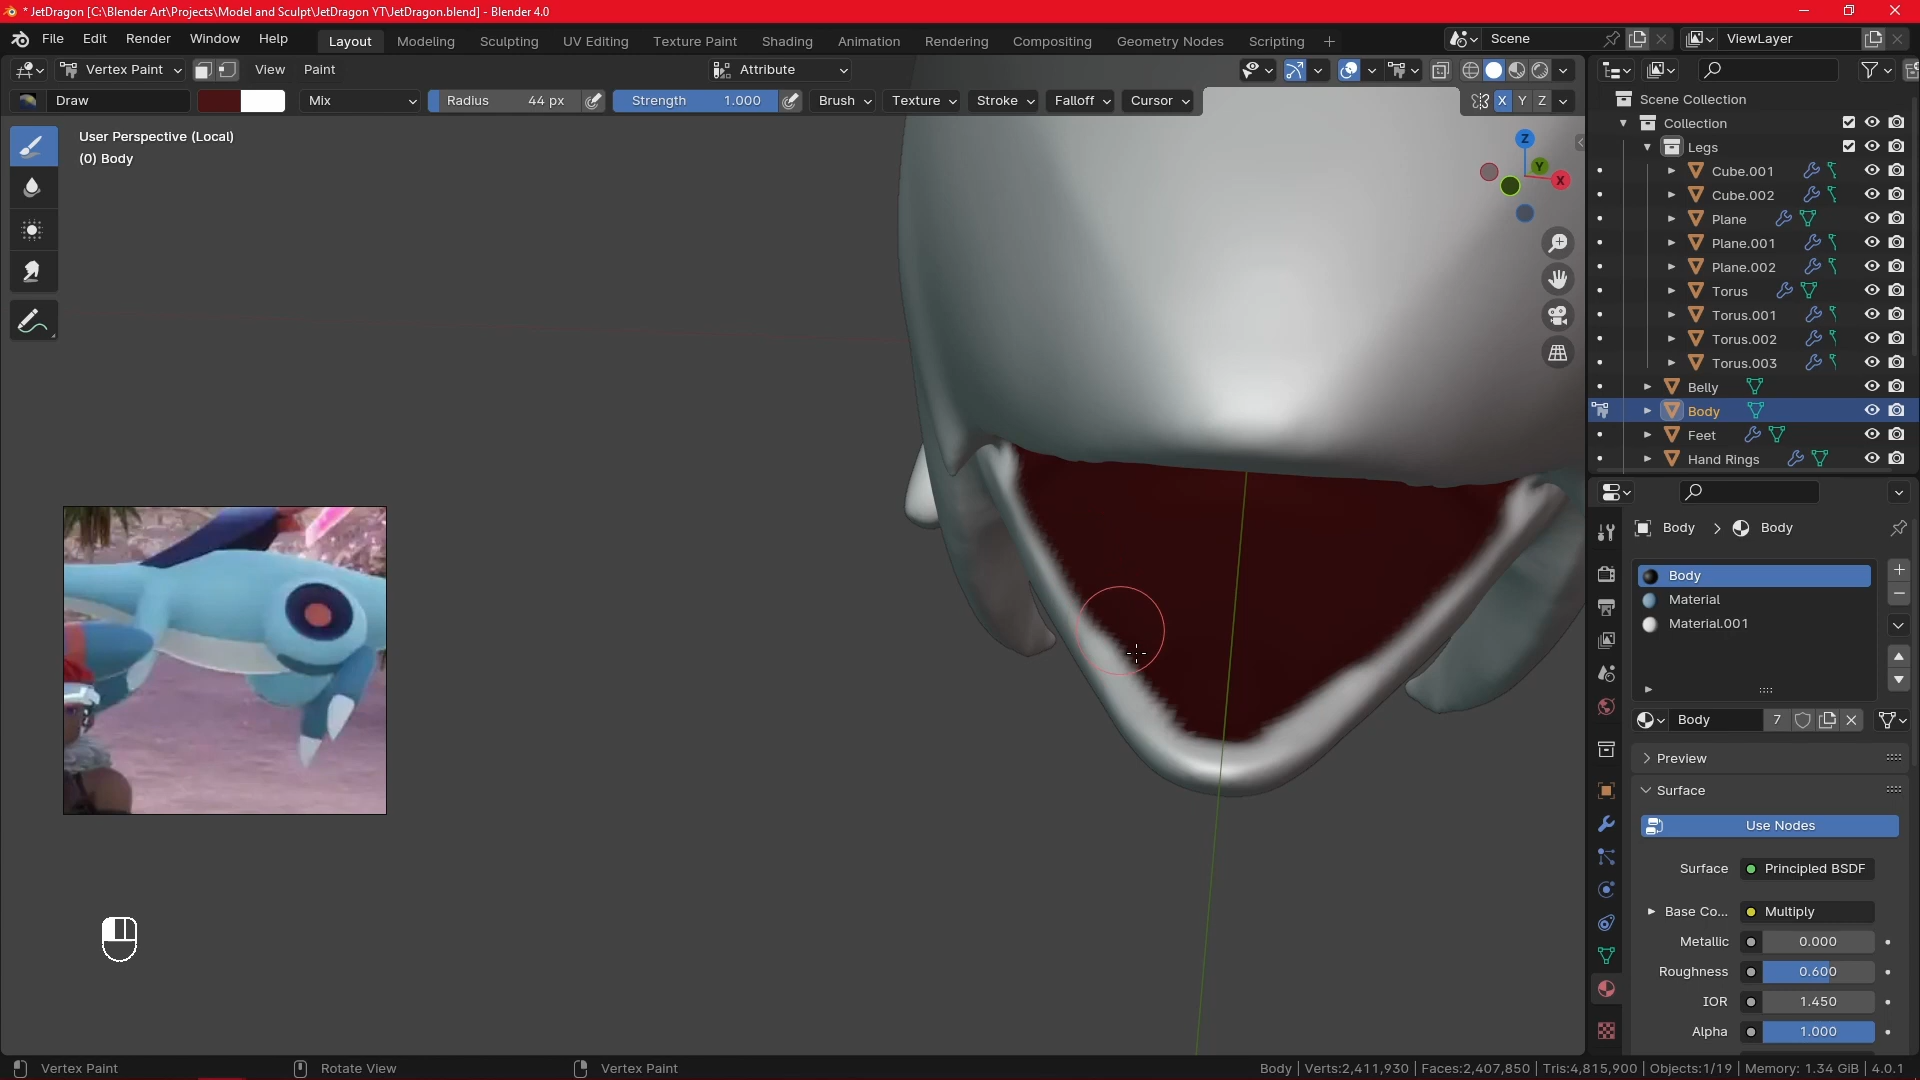 * JetDragon [C:\Blender Art\Projects\Model and Sculpt\JetDragon YT\JetDragon.blend] - Blender 4.0
File Edit Render Window Help Layout Modeling Sculpting UV Editing Texture Paint Shading Animation Rendering Compositing Geometry Nodes Scripting + Scene ViewLayer
Vertex Paint View Paint Attribute
Draw Mix Radius 44 px Strength 1.000 Brush Texture Stroke Falloff Cursor X Y Z
User Perspective (Local)
(0) Body
Z
Y
X
Scene Collection
Collection
Legs
Cube.001
Cube.002
Plane
Plane.001
Plane.002
Torus
Torus.001
Torus.002
Torus.003
Belly
Body
Feet
Hand Rings
Body > Body
Body
Material
Material.001
Body 7
Preview
Surface
Use Nodes
Surface Principled BSDF
Base Co... Multiply
Metallic 0.000
Roughness 0.600
IOR 1.450
Alpha 1.000
Vertex Paint Rotate View Vertex Paint Body | Verts:2,411,930 | Faces:2,407,850 | Tris:4,815,900 | Objects:1/19 | Memory: 1.34 GiB | 4.0.1